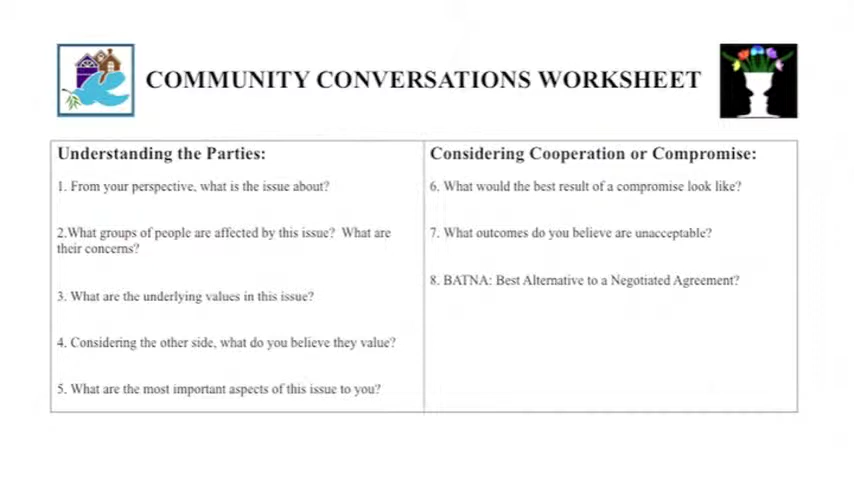 COMMUNITY CONVERSATIONS WORKSHEET
Understanding the Parties:
1. From your perspective, what is the issue about?
2.What groups of people are affected by this issue?  What are
their concerns?
3. What are the underlying values in this issue?
4. Considering the other side, what do you believe they value?
5. What are the most important aspects of this issue to you?
Considering Cooperation or Compromise:
6. What would the best result of a compromise look like?
7. What outcomes do you believe are unacceptable?
8. BATNA: Best Alternative to a Negotiated Agreement?